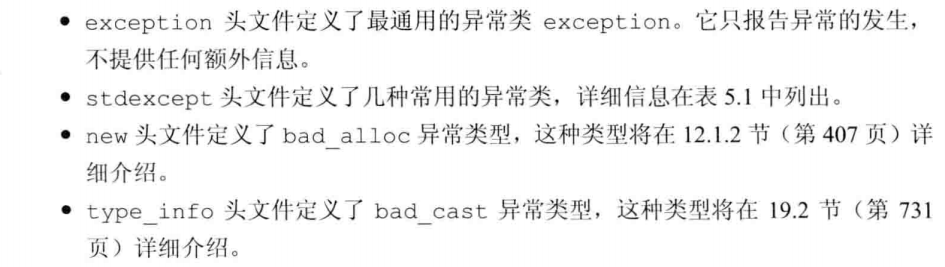 • exception 头文件定义了最通用的异常类 exception。它只报告异常的发生，
不提供任何额外信息。
• stdexcept 头文件定义了几种常用的异常类，详细信息在表 5.1 中列出。
• new 头文件定义了 bad_alloc 异常类型，这种类型将在 12.1.2 节（第 407 页）详
细介绍。
• type_info 头文件定义了 bad_cast 异常类型，这种类型将在 19.2 节（第 731
页）详细介绍。